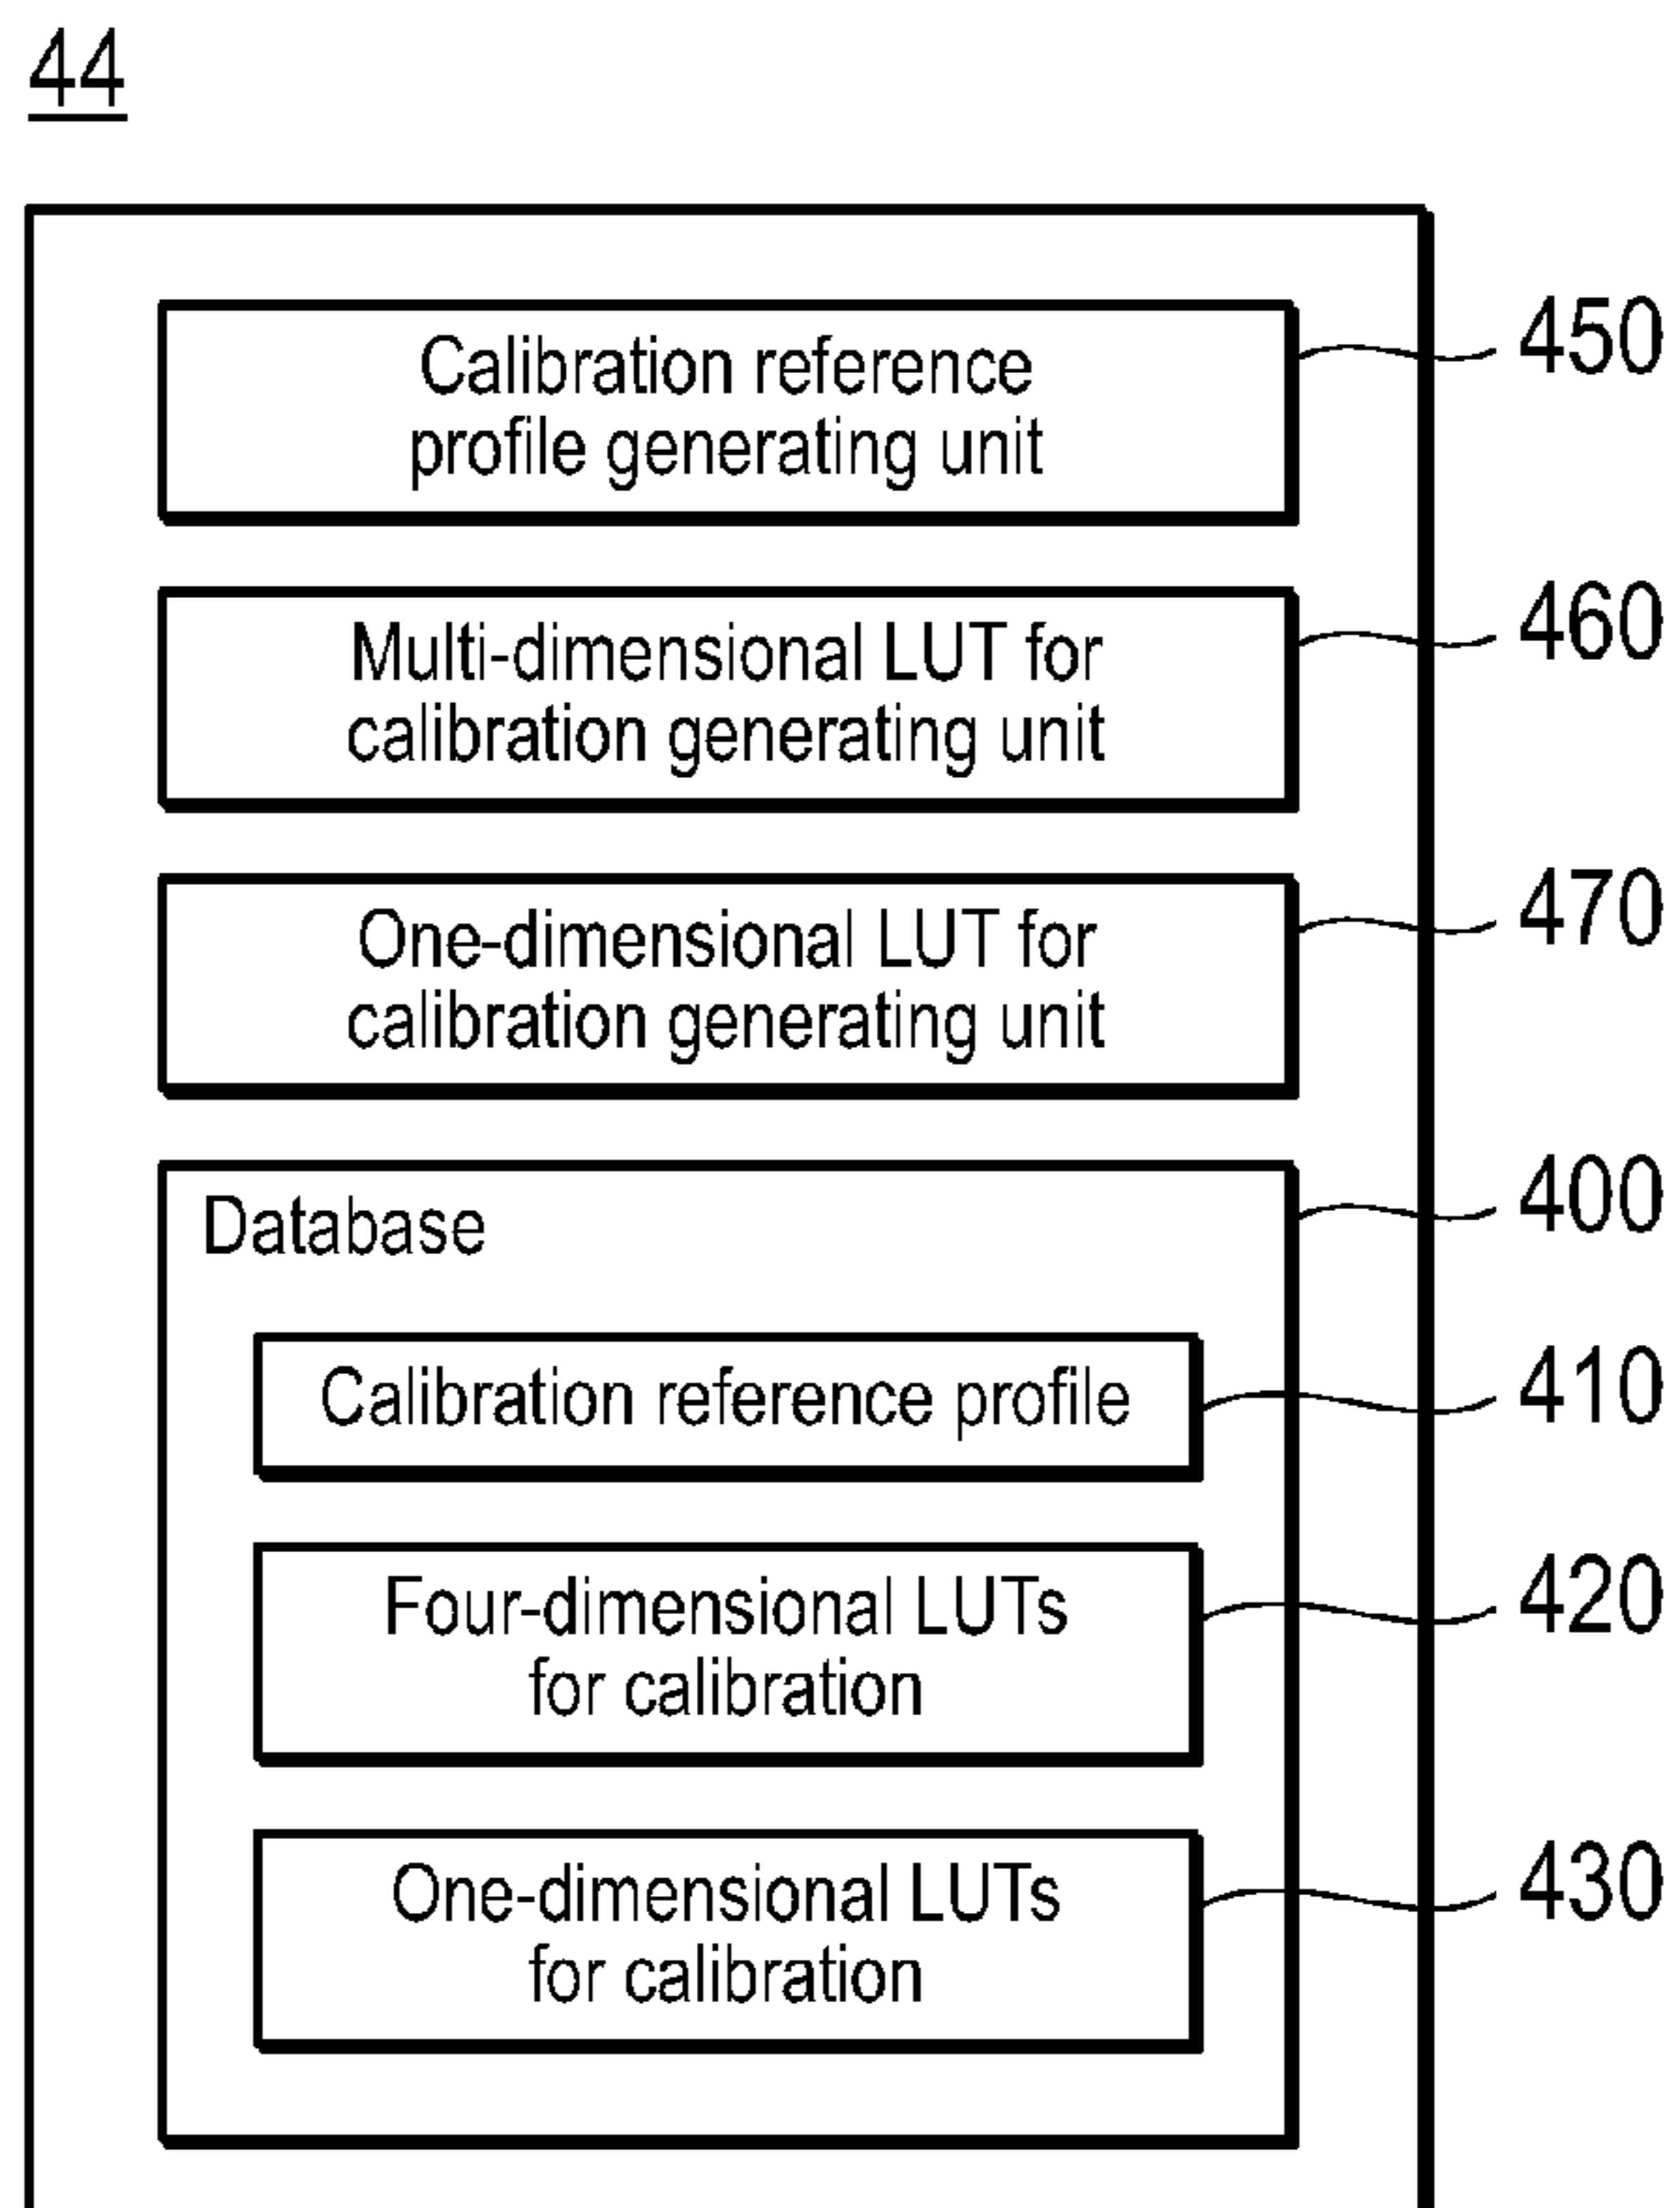 44
Calibration reference
profile generating unit
450
Multi-dimensional LUT for
calibration generating unit
460
One-dimensional LUT for
calibration generating unit
470
Database
400
Calibration reference profile
410
Four-dimensional LUTs
for calibration
420
One-dimensional LUTs
for calibration
430